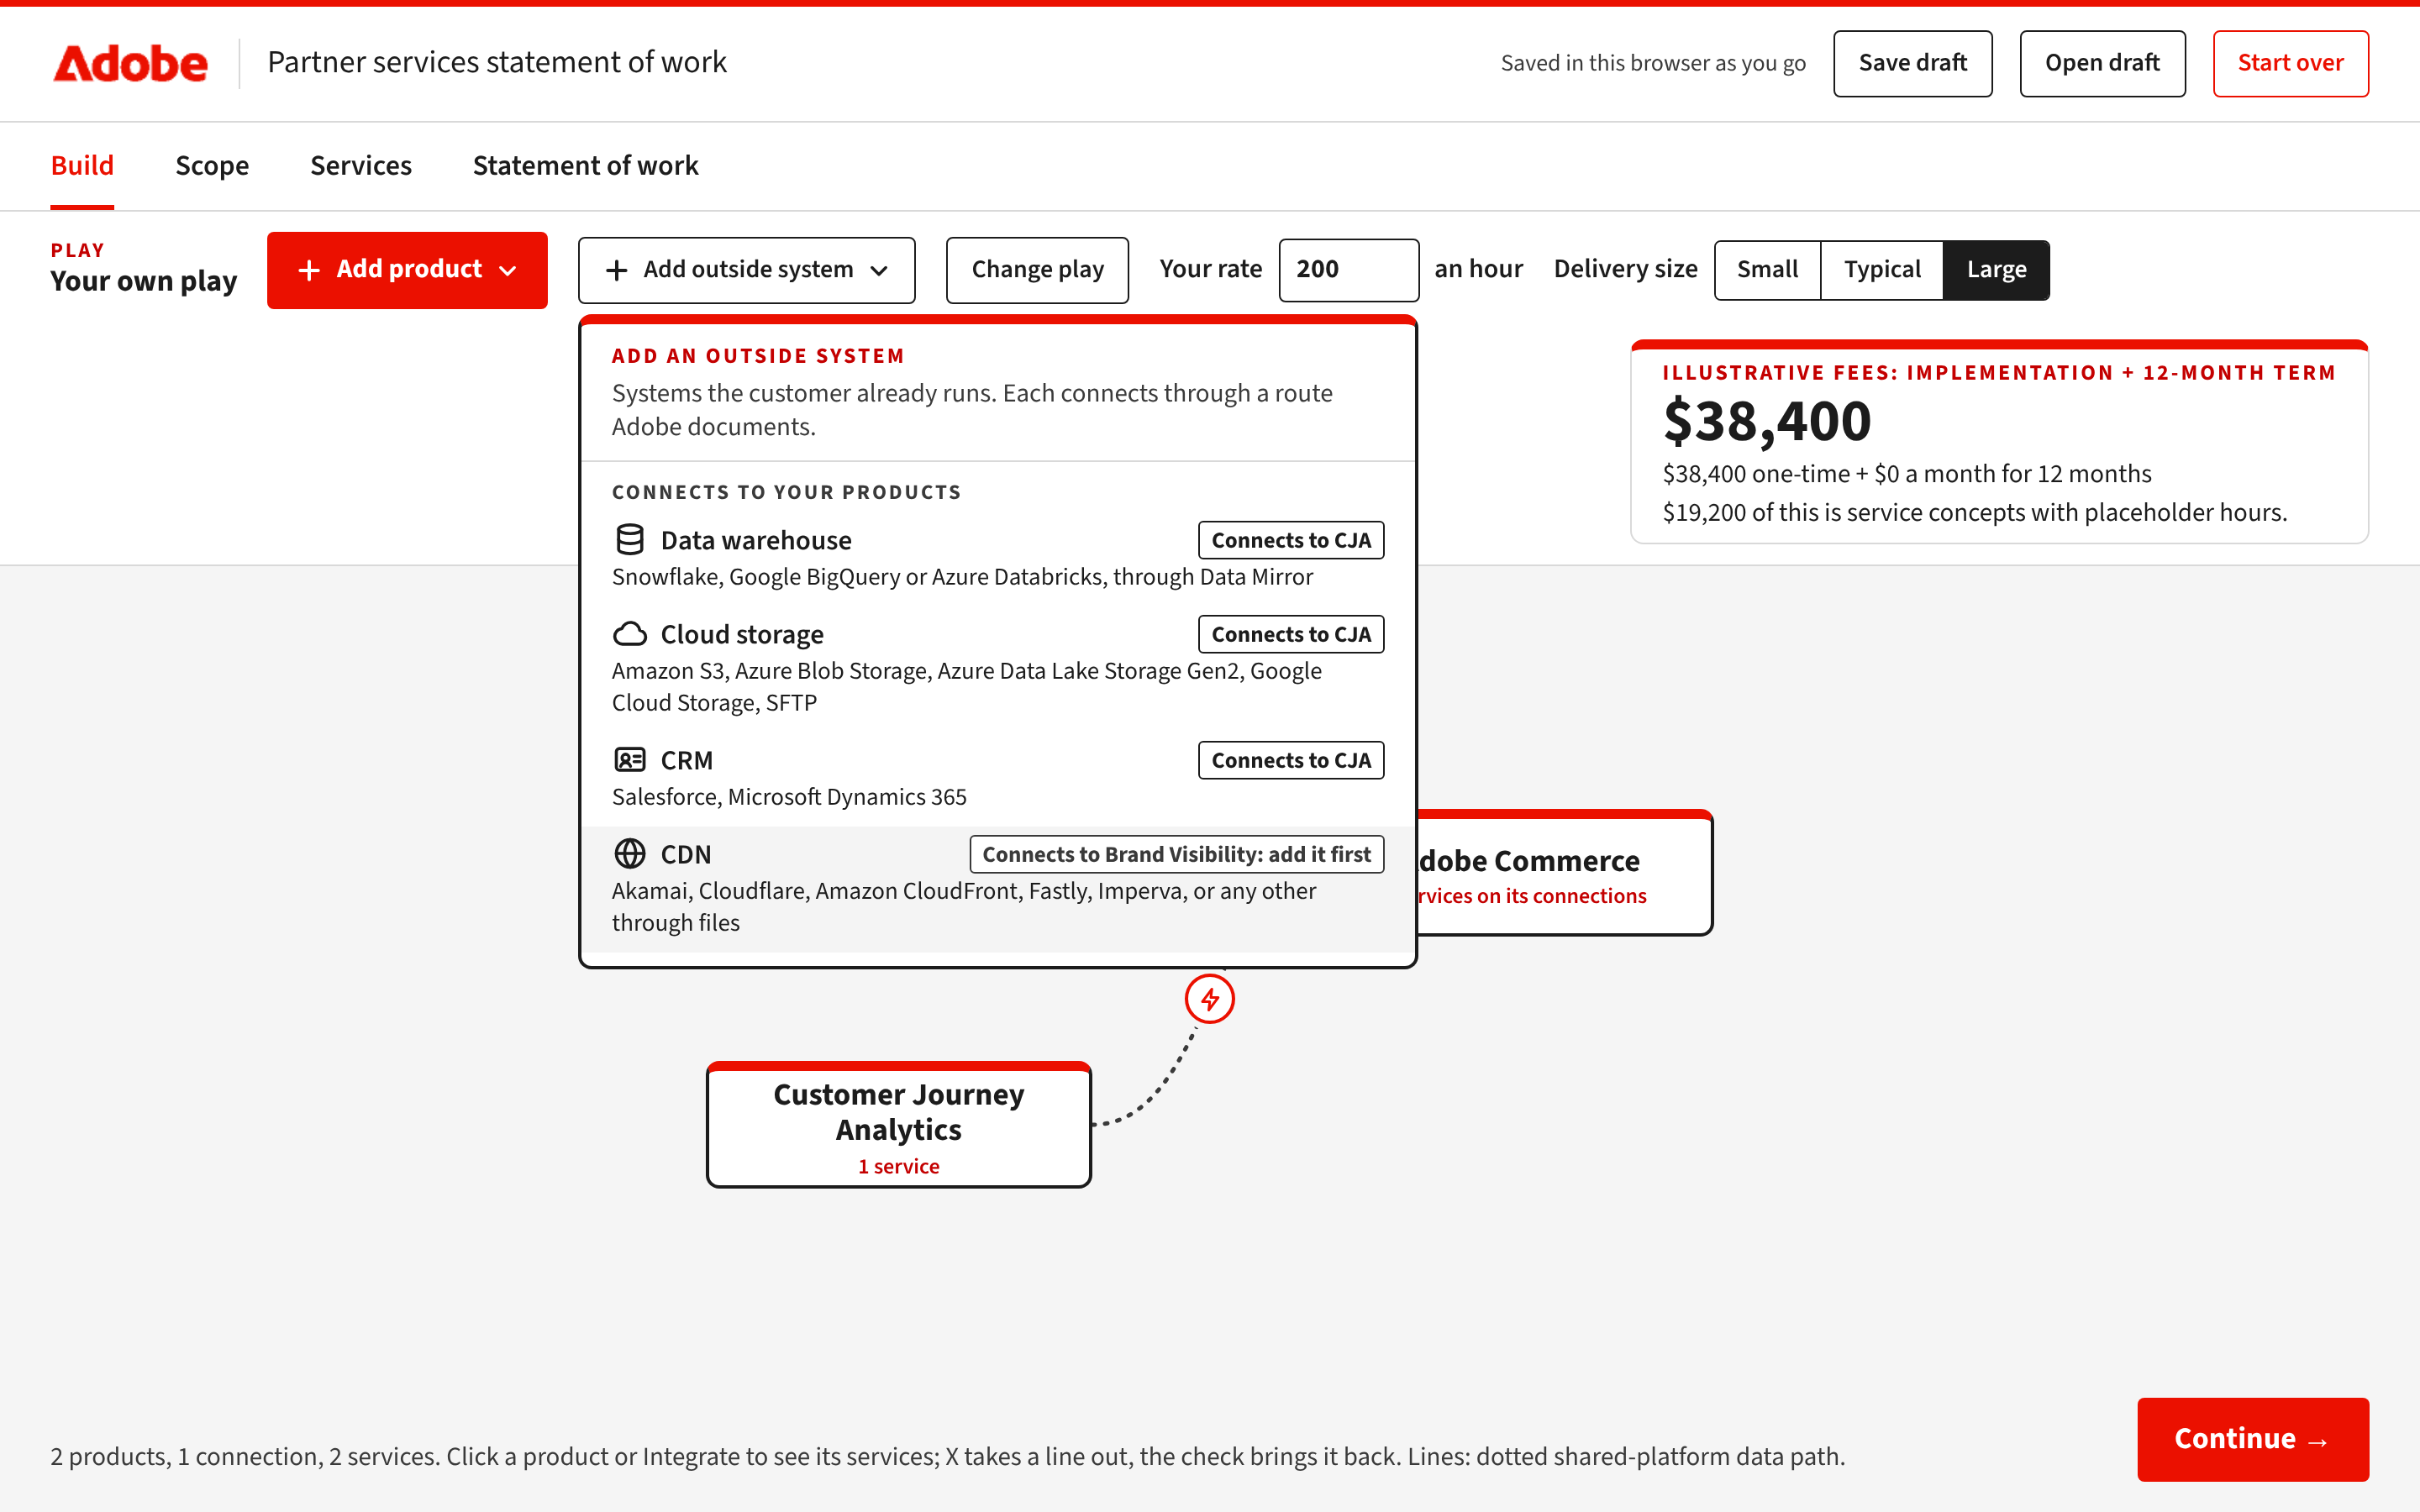 Adobe
Partner services statement of work
Saved in this browser as you go
Save draft
Open draft
Start over
Build
Scope
Services
Statement of work
PLAY
Your own play
+ Add product
+ Add outside system
Change play
Your rate
200
an hour
Delivery size
Small
Typical
Large
ADD AN OUTSIDE SYSTEM
Systems the customer already runs. Each connects through a route
Adobe documents.
CONNECTS TO YOUR PRODUCTS
Data warehouse
Connects to CJA
Snowflake, Google BigQuery or Azure Databricks, through Data Mirror
Cloud storage
Connects to CJA
Amazon S3, Azure Blob Storage, Azure Data Lake Storage Gen2, Google
Cloud Storage, SFTP
CRM
Connects to CJA
Salesforce, Microsoft Dynamics 365
CDN
Connects to Brand Visibility: add it first
Akamai, Cloudflare, Amazon CloudFront, Fastly, Imperva, or any other
through files
ILLUSTRATIVE FEES: IMPLEMENTATION + 12-MONTH TERM
$38,400
$38,400 one-time + $0 a month for 12 months
$19,200 of this is service concepts with placeholder hours.
dobe Commerce
rvices on its connections
Customer Journey
Analytics
1 service
2 products, 1 connection, 2 services. Click a product or Integrate to see its services; X takes a line out, the check brings it back. Lines: dotted shared-platform data path.
Continue →